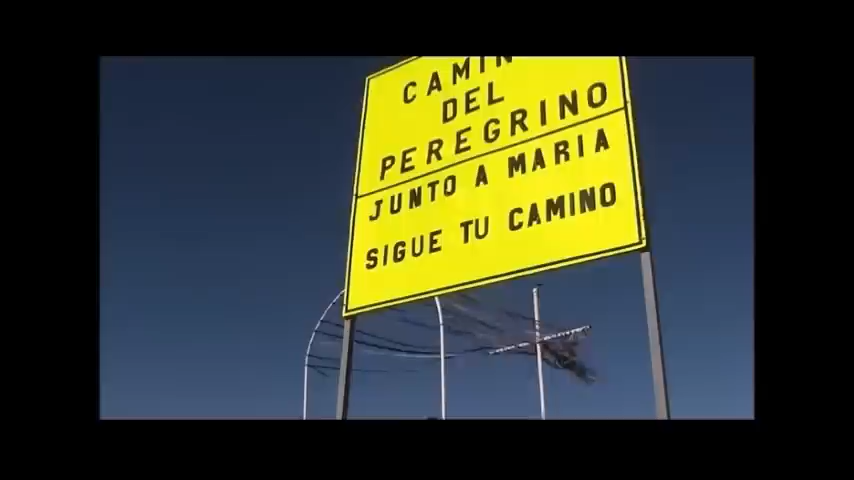 CAMIN
DEL
PEREGRINO
JUNTO A MARIA
SIGUE TU CAMINO